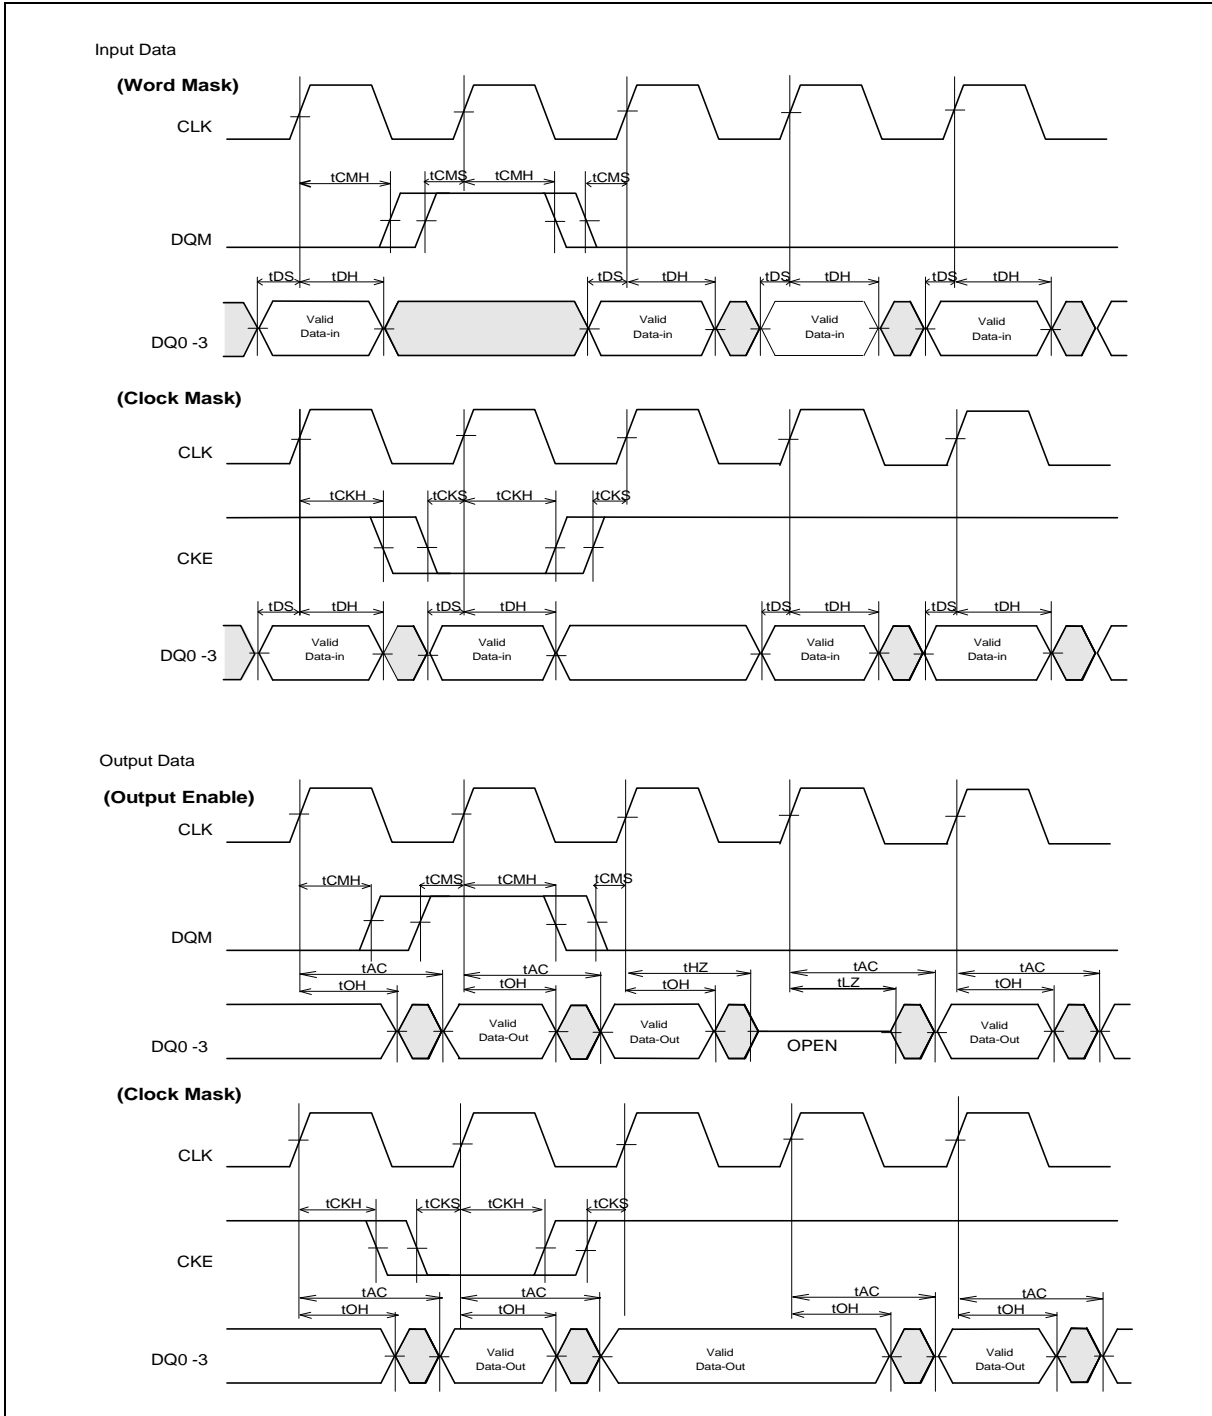 Input Data
(Word Mask)
CLK
tCMH tCMS tCMH tCMS
DQM
tDS tDH tDS tDH tDS tDH tDS tDH
Valid Data-in Valid Data-in Valid Data-in Valid Data-in
DQ0 -3
(Clock Mask)
CLK
tCKH tCKS tCKH tCKS
CKE
tDS tDH tDS tDH tDS tDH tDS tDH
Valid Data-in Valid Data-in Valid Data-in Valid Data-in
DQ0 -3
Output Data
(Output Enable)
CLK
tCMH tCMS tCMH tCMS
DQM
tAC tAC tHZ tAC tAC
tOH tOH tOH tLZ tOH
Valid Data-Out Valid Data-Out Valid Data-Out
DQ0 -3 OPEN
(Clock Mask)
CLK
tCKH tCKS tCKH tCKS
CKE
tAC tAC tAC tAC
tOH tOH tOH tOH
Valid Data-Out Valid Data-Out Valid Data-Out
DQ0 -3